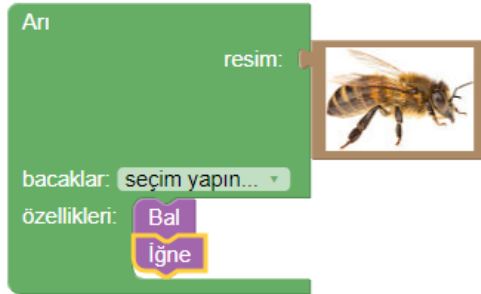 Arı
resim:
bacaklar: seçim yapın...
özellikleri: Bal
İğne